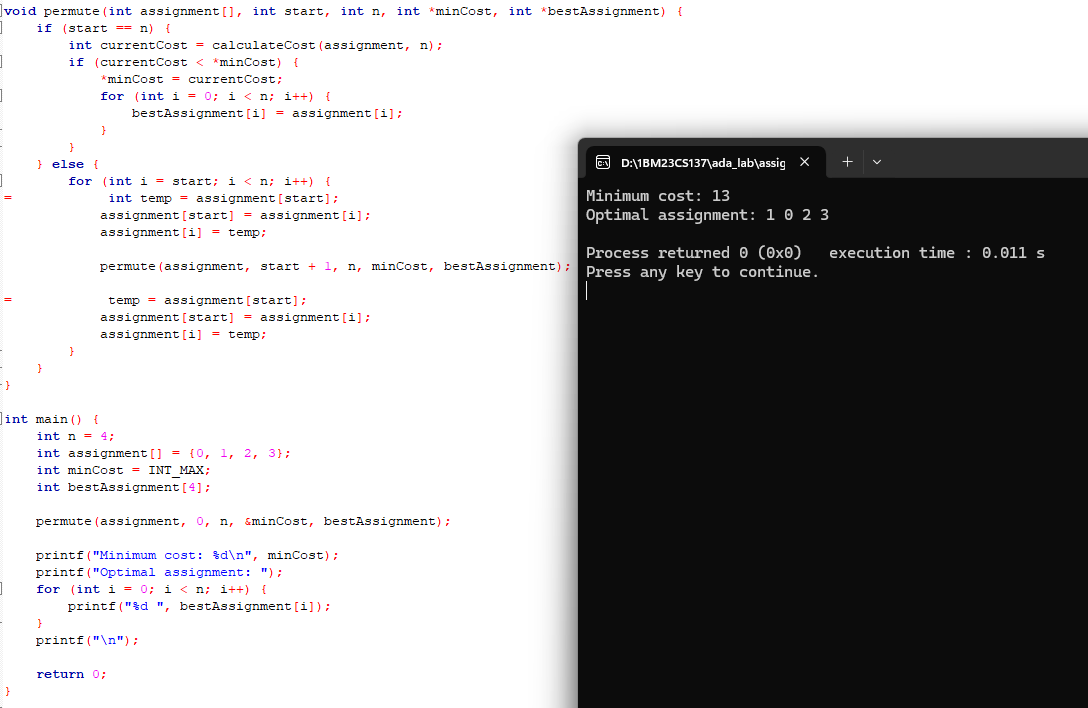 void permute(int assignment[], int start, int n, int *minCost, int *bestAssignment) {
    if (start == n) {
        int currentCost = calculateCost(assignment, n);
        if (currentCost < *minCost) {
            *minCost = currentCost;
            for (int i = 0; i < n; i++) {
                bestAssignment[i] = assignment[i];
            }
        }
    } else {
        for (int i = start; i < n; i++) {
=            int temp = assignment[start];
            assignment[start] = assignment[i];
            assignment[i] = temp;

            permute(assignment, start + 1, n, minCost, bestAssignment);

=            temp = assignment[start];
            assignment[start] = assignment[i];
            assignment[i] = temp;
        }
    }
}

int main() {
    int n = 4;
    int assignment[] = {0, 1, 2, 3};
    int minCost = INT_MAX;
    int bestAssignment[4];

    permute(assignment, 0, n, &minCost, bestAssignment);

    printf("Minimum cost: %d\n", minCost);
    printf("Optimal assignment: ");
    for (int i = 0; i < n; i++) {
        printf("%d ", bestAssignment[i]);
    }
    printf("\n");

    return 0;
}
D:\1BM23CS137\ada_lab\assig
Minimum cost: 13
Optimal assignment: 1 0 2 3

Process returned 0 (0x0)   execution time : 0.011 s
Press any key to continue.